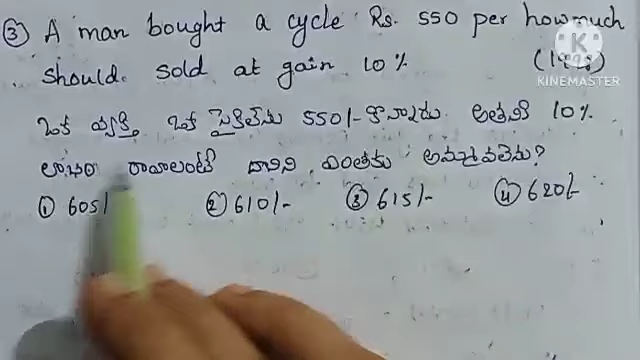 ③ A man bought a cycle Rs. 550 per how much
should sold at gain 10% (1998)
ఒక వ్యక్తి ఒక సైకిల్‌ను 550/- కొన్నాడు అతనికి 10%
లాభం రావాలంటే దానిని ఎంతకు అమ్మవలెను?
① 605/- ② 610/- ③ 615/- ④ 620/-
KINEMASTER